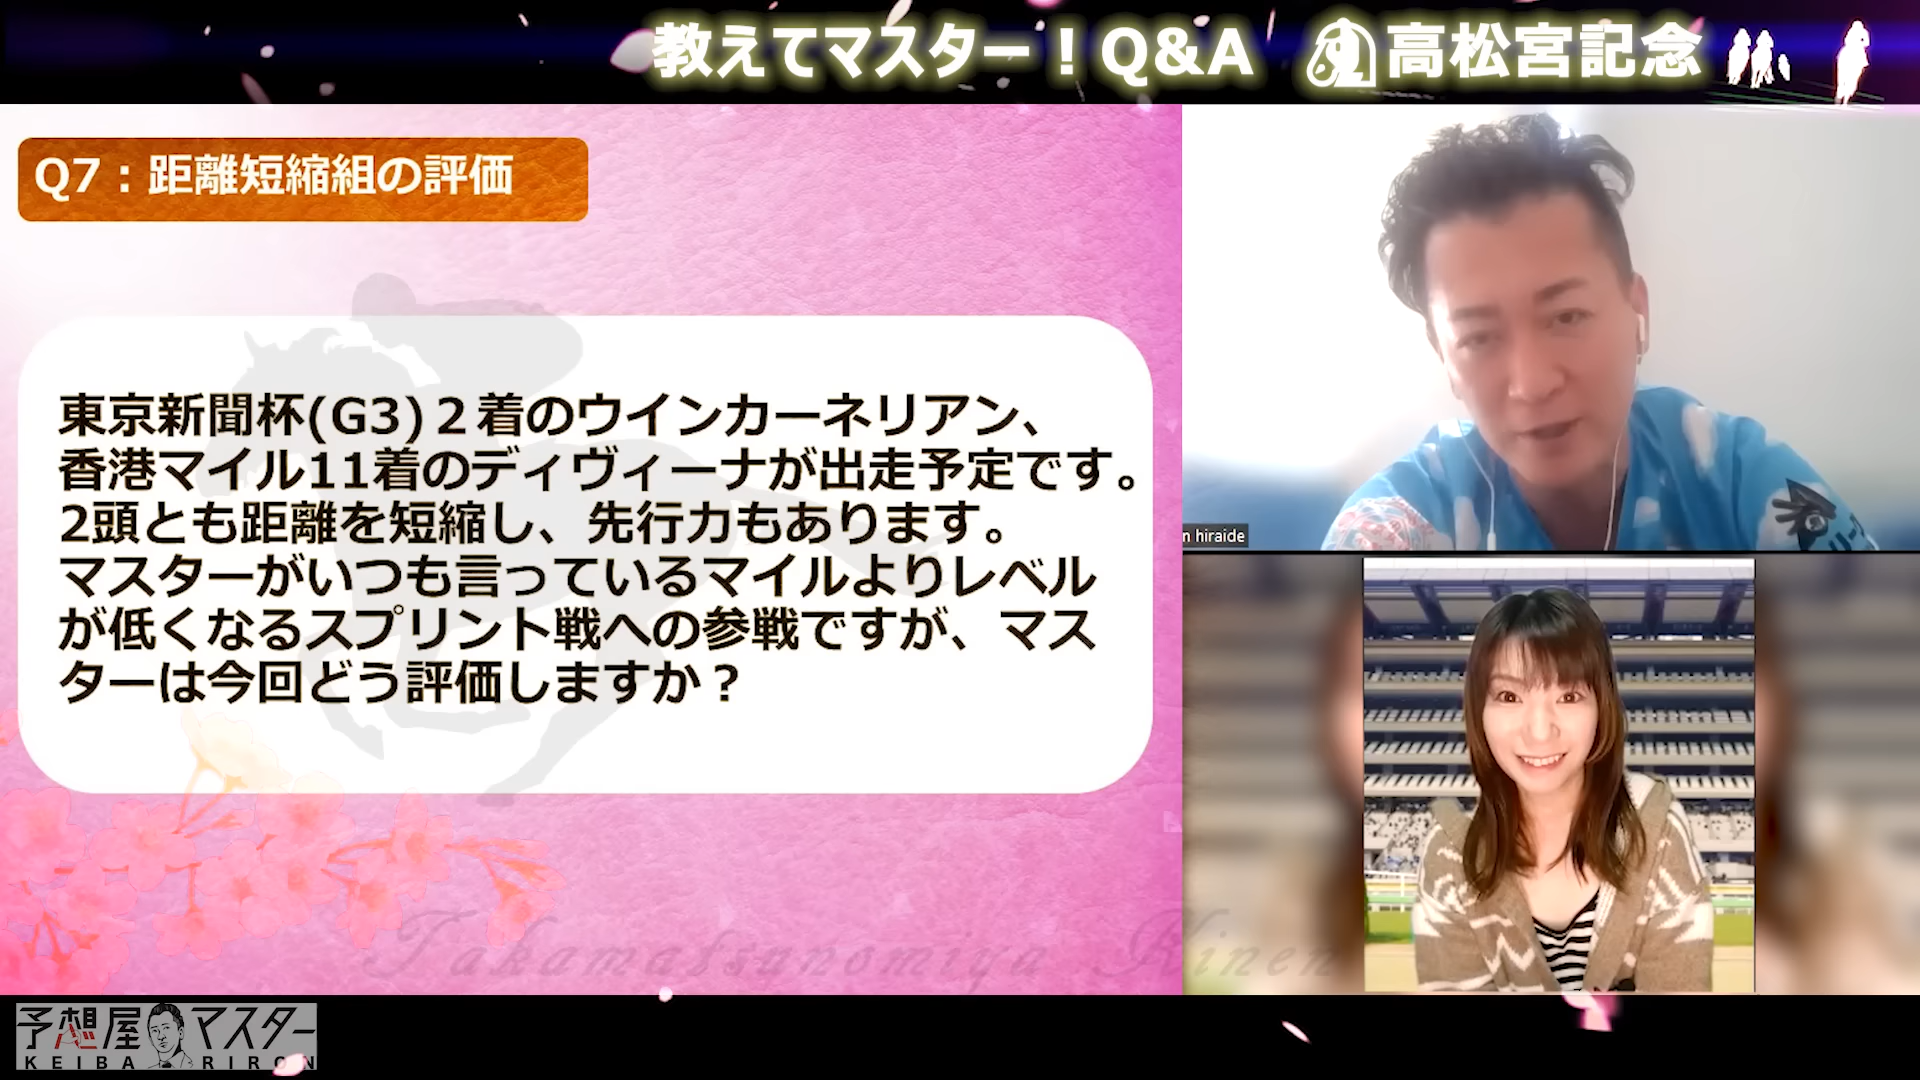 教えてマスター！Q&A 高松宮記念
Q7：距離短縮組の評価
東京新聞杯(G3)２着のウインカーネリアン、
香港マイル11着のディヴィーナが出走予定です。
2頭とも距離を短縮し、先行力もあります。
マスターがいつも言っているマイルよりレベル
が低くなるスプリント戦への参戦ですが、マス
ターは今回どう評価しますか？
n hiraide
Takamatsunomiya Kinen
予想屋マスター
KEIBA RIRON